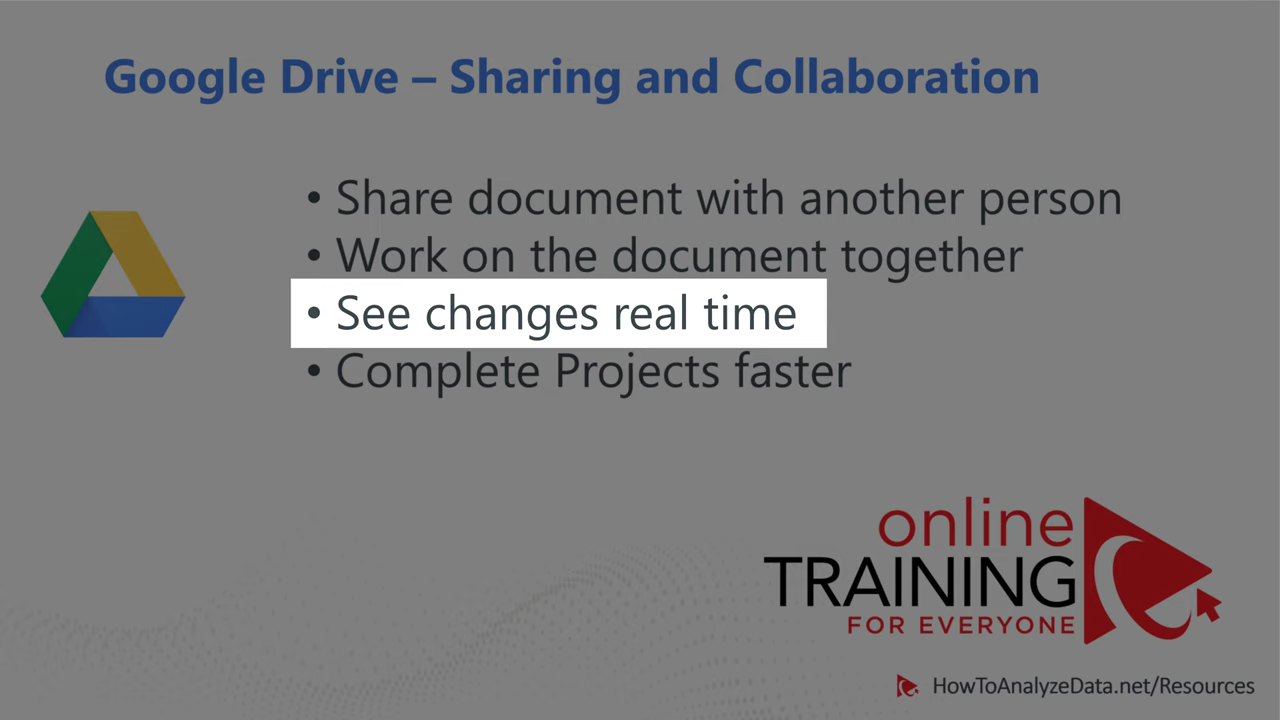 Google Drive – Sharing and Collaboration
• Share document with another person
• Work on the document together
• See changes real time
• Complete Projects faster
online
TRAINING
FOR EVERYONE
HowToAnalyzeData.net/Resources